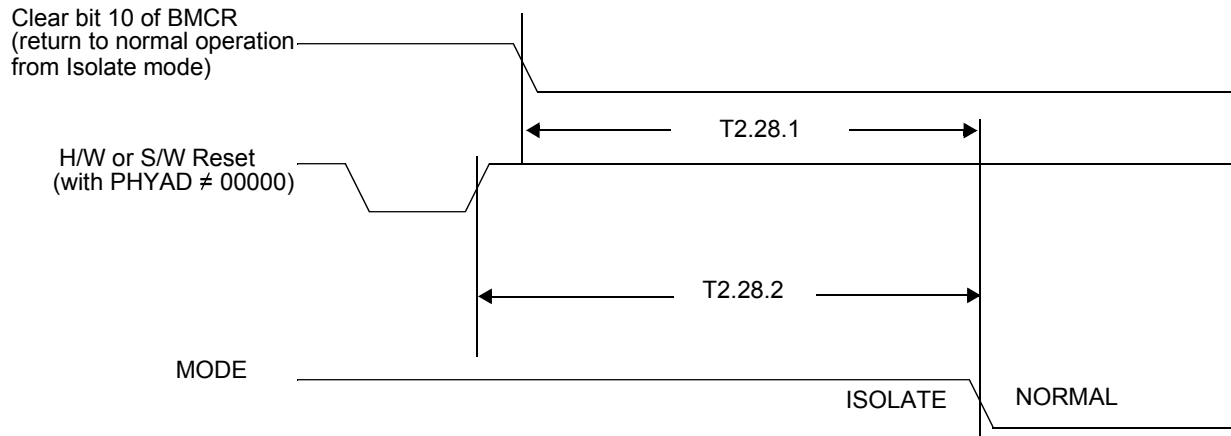 Clear bit 10 of BMCR
(return to normal operation
from Isolate mode)
T2.28.1
H/W or S/W Reset
(with PHYAD ≠ 00000)
T2.28.2
MODE
ISOLATE
NORMAL